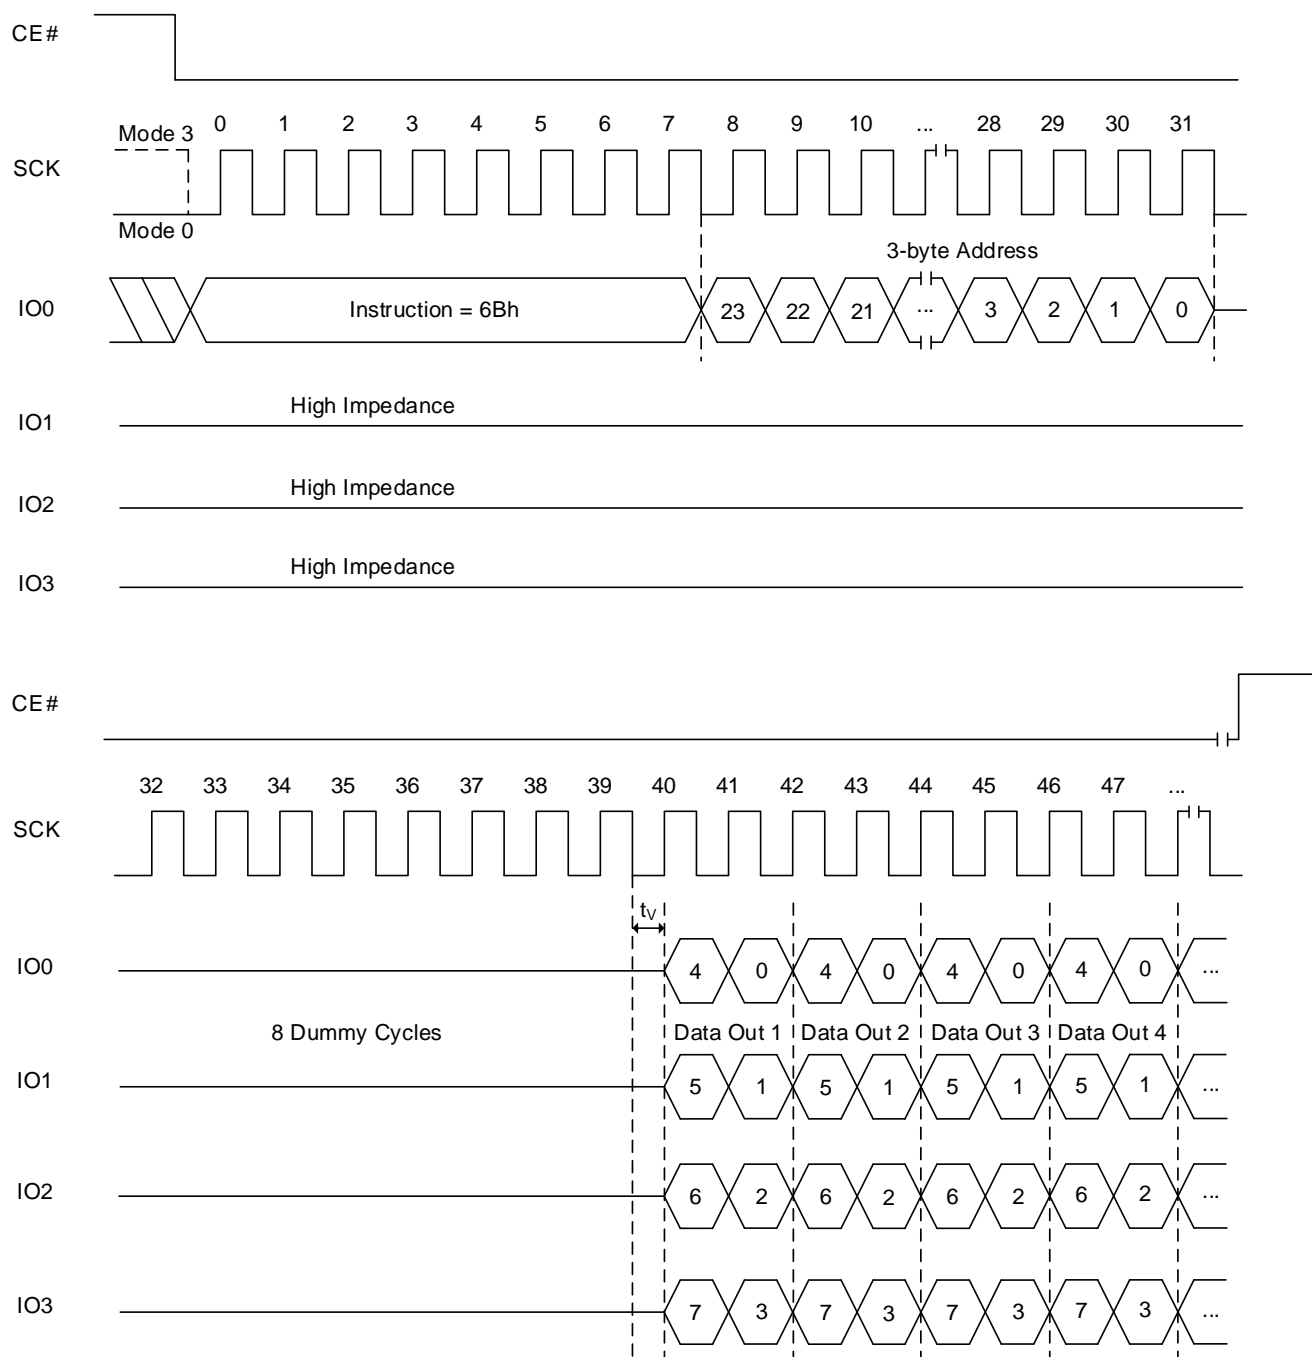 CE#
0 1 2 3 4 5 6 7 8 9 10 ... 28 29 30 31
Mode 3
SCK
Mode 0
3-byte Address
IO0 Instruction = 6Bh 23 22 21 ... 3 2 1 0
High Impedance
IO1
High Impedance
IO2
High Impedance
IO3
CE#
32 33 34 35 36 37 38 39 40 41 42 43 44 45 46 47 ...
SCK
tV
IO0 4 0 4 0 4 0 4 0 ...
8 Dummy Cycles Data Out 1 Data Out 2 Data Out 3 Data Out 4
IO1 5 1 5 1 5 1 5 1 ...
IO2 6 2 6 2 6 2 6 2 ...
IO3 7 3 7 3 7 3 7 3 ...